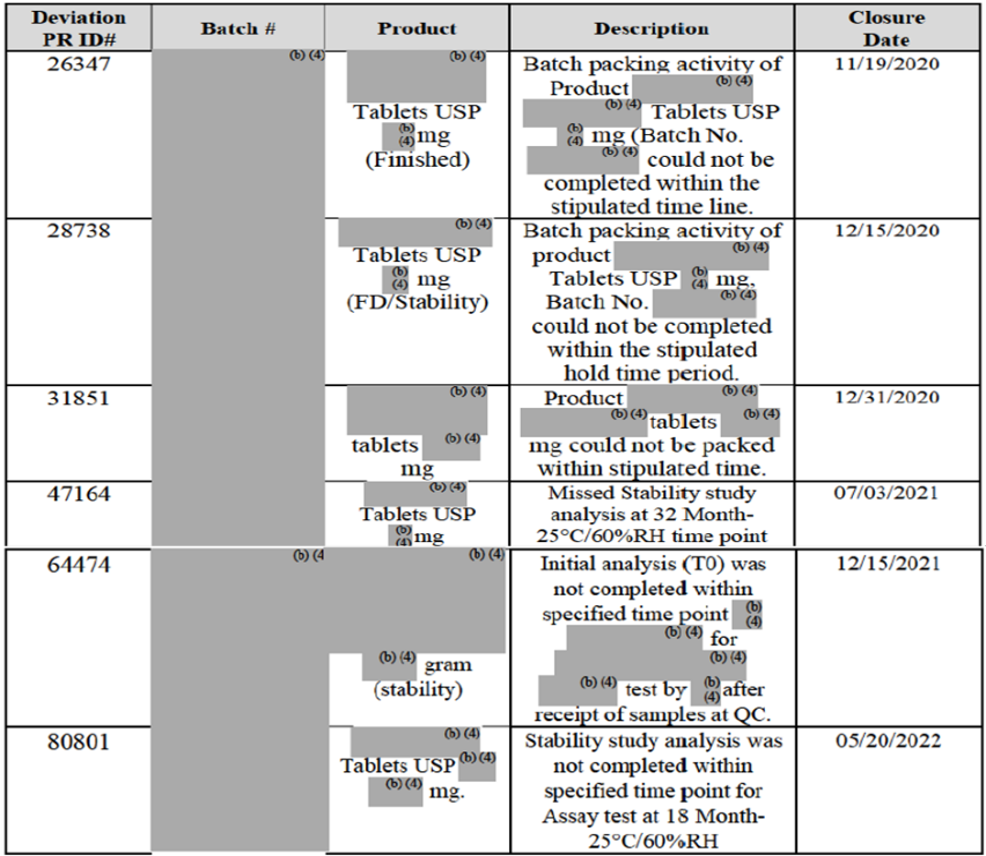 Deviation PR ID# Batch # Product Description Closure Date
26347
(b) (4)
(b) (4)
Tablets USP
(b) (4) mg
(Finished)
Batch packing activity of
Product (b) (4)
(b) (4) Tablets USP
(b) (4) mg (Batch No.
(b) (4) could not be
completed within the
stipulated time line.
11/19/2020
28738
(b) (4)
Tablets USP
(b) (4) mg
(FD/Stability)
Batch packing activity of
product (b) (4)
Tablets USP (b) (4) mg,
Batch No. (b) (4)
could not be completed
within the stipulated
hold time period.
12/15/2020
31851
(b) (4)
tablets (b) (4)
mg
Product (b) (4)
(b) (4) tablets (b) (4)
mg could not be packed
within stipulated time.
12/31/2020
47164
(b) (4)
Tablets USP
(b) (4) mg
Missed Stability study
analysis at 32 Month-
25°C/60%RH time point
07/03/2021
64474
(b) (4
(b) (4)
(b) (4) gram
(stability)
Initial analysis (T0) was
not completed within
specified time point (b) (4)
(b) (4) for
(b) (4)
(b) (4) test by (b) (4) after
receipt of samples at QC.
12/15/2021
80801
(b) (4)
Tablets USP (b) (4)
(b) (4) mg.
Stability study analysis was
not completed within
specified time point for
Assay test at 18 Month-
25°C/60%RH
05/20/2022